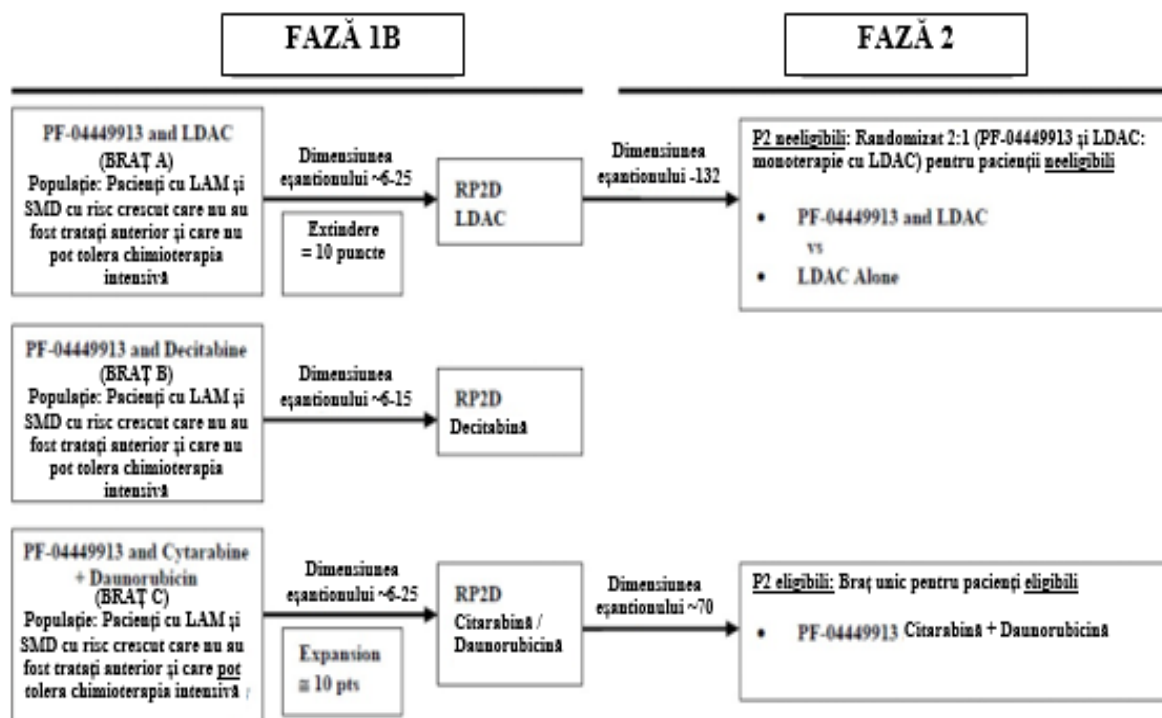 FAZĂ 1B
FAZĂ 2
PF-04449913 and LDAC
(BRAȚ A)
Populație: Pacienți cu LAM și
SMD cu risc crescut care nu au
fost tratați anterior și care nu
pot tolera chimioterapia
intensivă
Dimensiunea
eșantionului ~6-25
Extindere
= 10 puncte
RP2D
LDAC
Dimensiunea
eșantionului -132
P2 neeligibili: Randomizat 2:1 (PF-04449913 și LDAC:
monoterapie cu LDAC) pentru pacienții neeligibili
• PF-04449913 and LDAC
vs
• LDAC Alone
PF-04449913 and Decitabine
(BRAȚ B)
Populație: Pacienți cu LAM și
SMD cu risc crescut care nu au
fost tratați anterior și care nu
pot tolera chimioterapia
intensivă
Dimensiunea
eșantionului ~6-15
RP2D
Decitabină
PF-04449913 and Cytarabine
+ Daunorubicin
(BRAȚ C)
Populație: Pacienți cu LAM și
SMD cu risc crescut care nu au
fost tratați anterior și care pot
tolera chimioterapia intensivă
Dimensiunea
eșantionului ~6-25
Expansion
≅ 10 pts
RP2D
Citarabină /
Daunorubicină
Dimensiunea
eșantionului ~70
P2 eligibili: Braț unic pentru pacienți eligibili
• PF-04449913 Citarabină + Daunorubicină